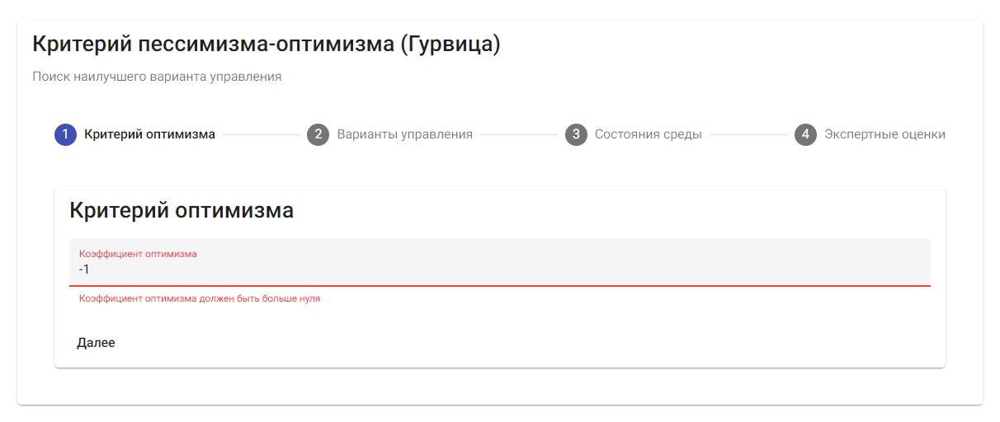 Критерий пессимизма-оптимизма (Гурвица)
Поиск наилучшего варианта управления
1 Критерий оптимизма 2 Варианты управления 3 Состояния среды 4 Экспертные оценки
Критерий оптимизма
Коэффициент оптимизма
-1
Коэффициент оптимизма должен быть больше нуля
Далее